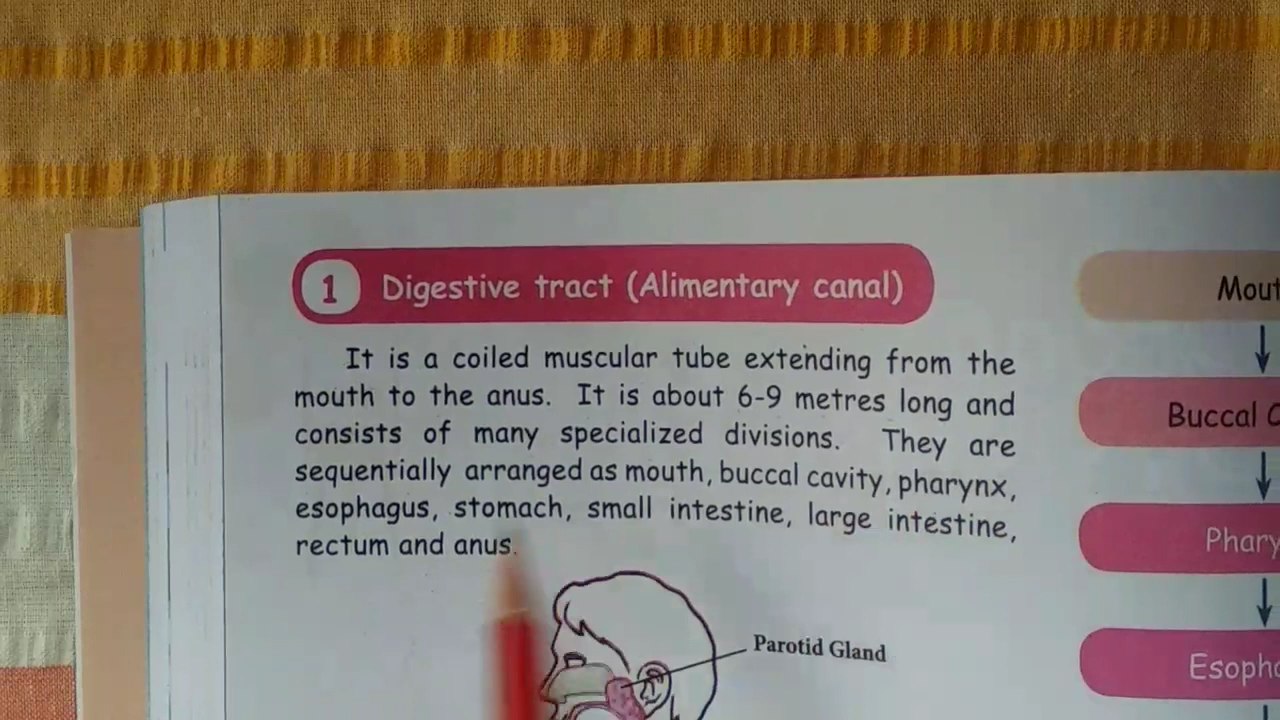 1 Digestive tract (Alimentary canal)
It is a coiled muscular tube extending from the
mouth to the anus. It is about 6-9 metres long and
consists of many specialized divisions. They are
sequentially arranged as mouth, buccal cavity, pharynx,
esophagus, stomach, small intestine, large intestine,
rectum and anus.
Parotid Gland
Buccal